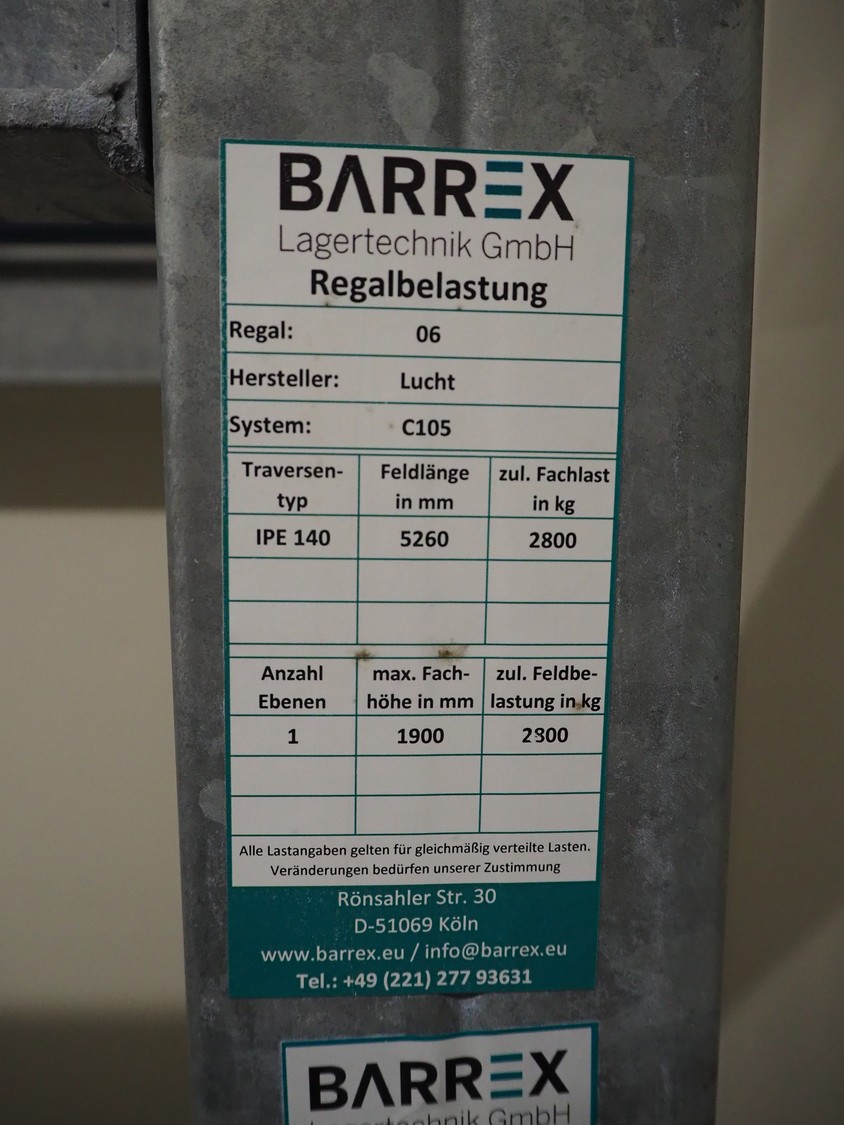 BARREX
Lagertechnik GmbH
Regalbelastung
Regal: 06
Hersteller: Lucht
System: C105
Traversen- Feldlänge zul. Fachlast
typ in mm in kg
IPE 140 5260 2800
Anzahl max. Fach- zul. Feldbe-
Ebenen höhe in mm lastung in kg
1 1900 2800
Alle Lastangaben gelten für gleichmäßig verteilte Lasten.
Veränderungen bedürfen unserer Zustimmung
Rönsahler Str. 30
D-51069 Köln
www.barrex.eu / info@barrex.eu
Tel.: +49 (221) 277 93631
BARREX
Lagertechnik GmbH